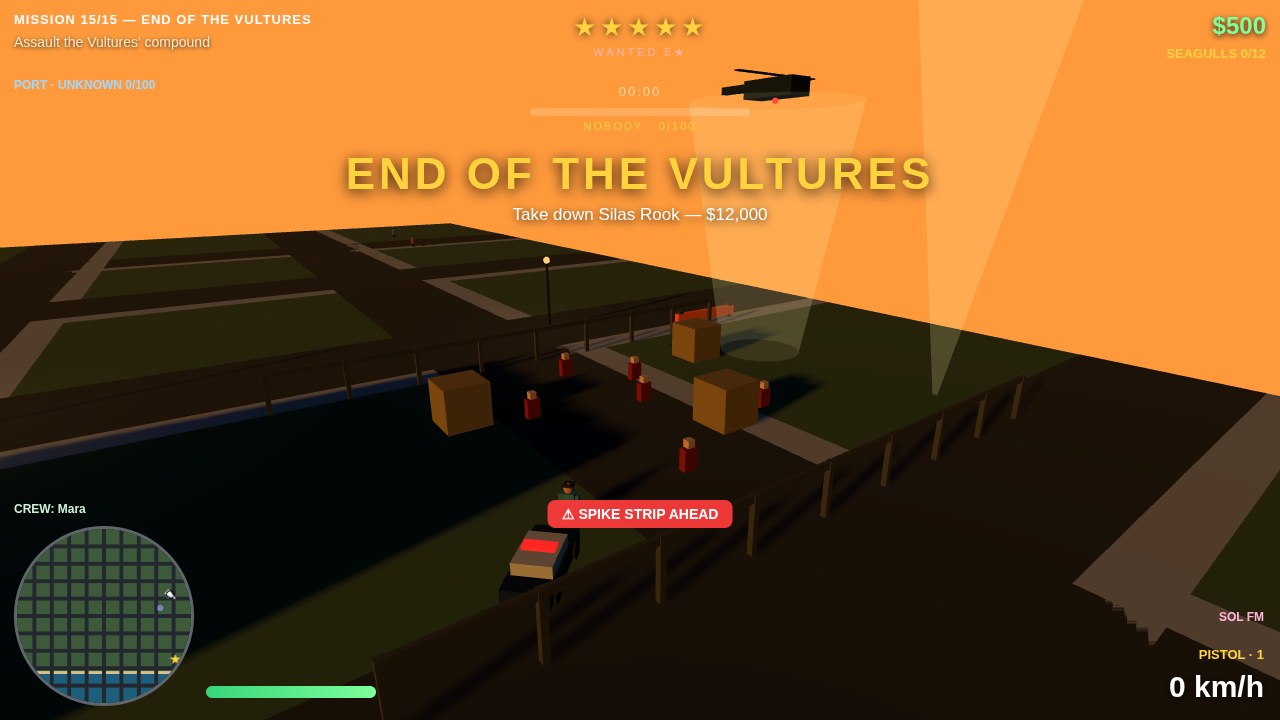 MISSION 15/15 — END OF THE VULTURES
Assault the Vultures' compound
PORT · UNKNOWN 0/100
★★★★★
WANTED 5★
00:00
NOBODY · 0/100
$500
SEAGULLS 0/12
END OF THE VULTURES
Take down Silas Rook — $12,000
⚠ SPIKE STRIP AHEAD
CREW: Mara
SOL FM
PISTOL · 1
0 km/h